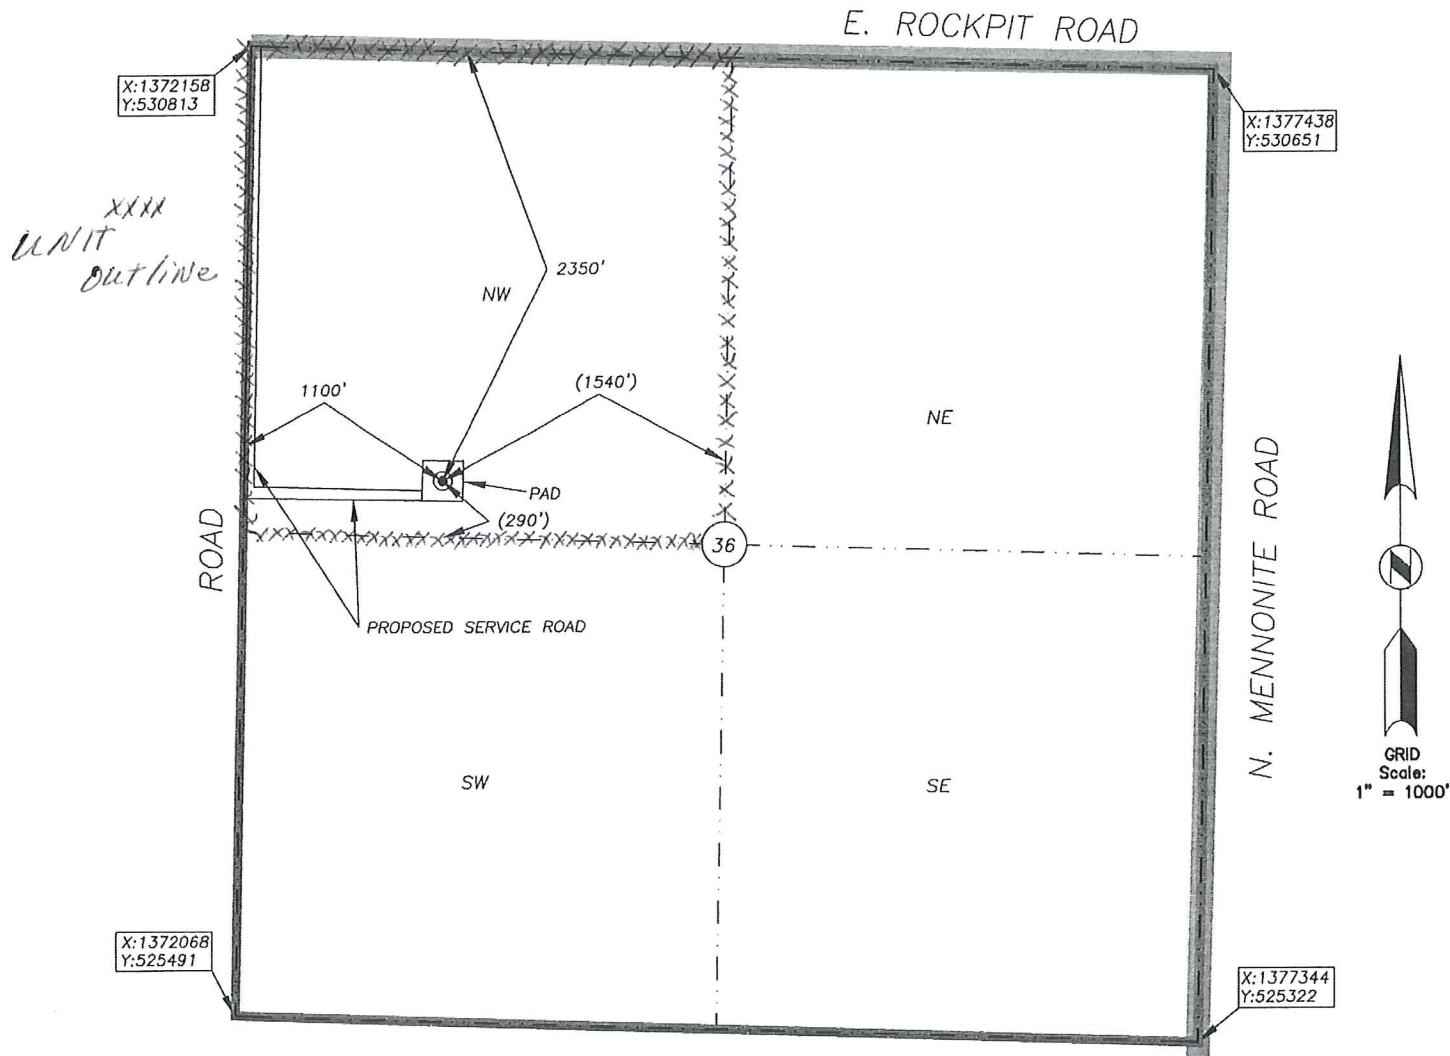 E. ROCKPIT ROAD
X:1372158
Y:530813
X:1377438
Y:530651
XXXX
UNIT
outline
2350'
NW
1100'
(1540')
NE
PAD
(290')
36
ROAD
N. MENNONITE ROAD
PROPOSED SERVICE ROAD
N
GRID
Scale:
1" = 1000'
SW
SE
X:1372068
Y:525491
X:1377344
Y:525322